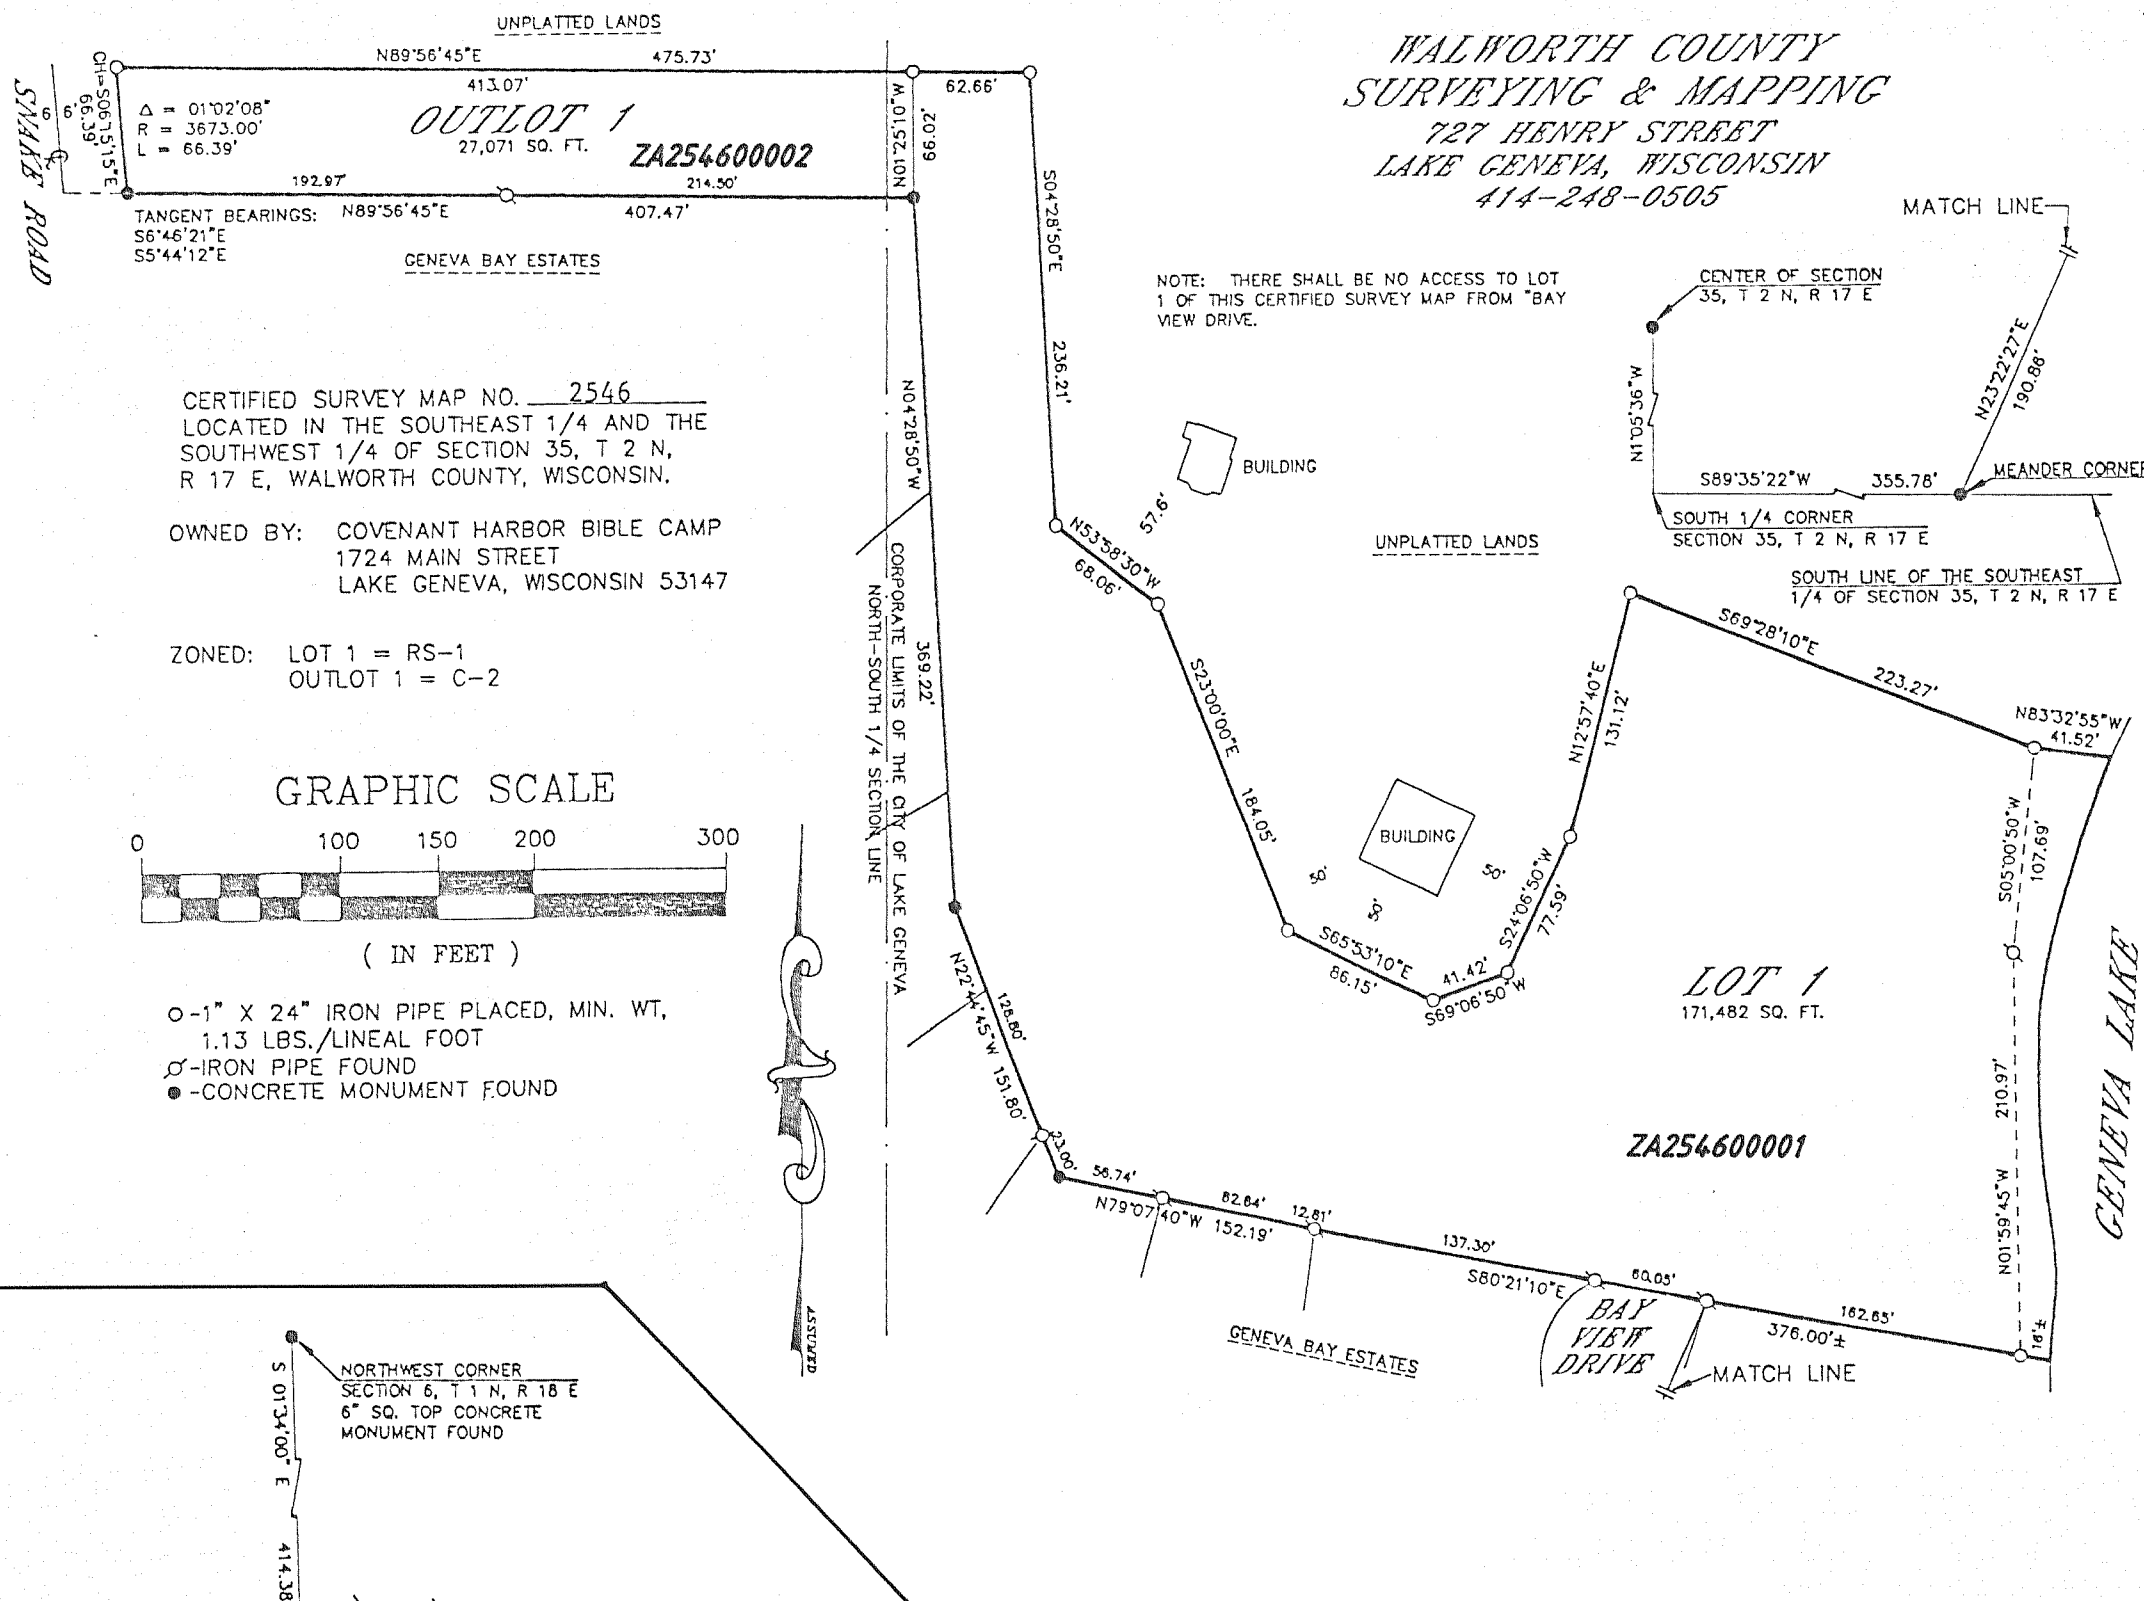 UNPLATTED LANDS
N89°56'45"E 475.73'
413.07'
62.66'
CH=S06°15'15"E
66.39'
66'
SNAKE ROAD
Δ = 01°02'08"
R = 3673.00'
L = 66.39'
OUTLOT 1
27,071 SQ. FT.
ZA254600002
N01°25'10"W
66.02'
192.97'
214.50'
TANGENT BEARINGS:
S6°46'21"E
S5°44'12"E
N89°56'45"E
407.47'
GENEVA BAY ESTATES
WALWORTH COUNTY
SURVEYING & MAPPING
727 HENRY STREET
LAKE GENEVA, WISCONSIN
414-248-0505
MATCH LINE
S04°28'50"E
236.21'
NOTE: THERE SHALL BE NO ACCESS TO LOT
1 OF THIS CERTIFIED SURVEY MAP FROM "BAY
VIEW DRIVE.
CENTER OF SECTION
35, T 2 N, R 17 E
N1°05'36"W
N23°22'27"E
190.86'
S89°35'22"W 355.78'
MEANDER CORNER
SOUTH 1/4 CORNER
SECTION 35, T 2 N, R 17 E
SOUTH LINE OF THE SOUTHEAST
1/4 OF SECTION 35, T 2 N, R 17 E
CERTIFIED SURVEY MAP NO. 2546
LOCATED IN THE SOUTHEAST 1/4 AND THE
SOUTHWEST 1/4 OF SECTION 35, T 2 N,
R 17 E, WALWORTH COUNTY, WISCONSIN.
OWNED BY: COVENANT HARBOR BIBLE CAMP
1724 MAIN STREET
LAKE GENEVA, WISCONSIN 53147
ZONED: LOT 1 = RS-1
OUTLOT 1 = C-2
N04°28'50"W
369.22'
CORPORATE LIMITS OF THE CITY OF LAKE GENEVA
NORTH-SOUTH 1/4 SECTION LINE
BUILDING
57.6'
N53°58'30"W
68.06'
UNPLATTED LANDS
S23°00'00"E
184.05'
S69°28'10"E
223.27'
N83°32'55"W
41.52'
N12°57'40"E
131.12'
BUILDING
50'
50'
50'
S24°06'50"W
77.59'
S65°53'10"E
86.15'
41.42'
S69°06'50"W
S05°00'50"W
107.69'
LOT 1
171,482 SQ. FT.
GENEVA LAKE
GRAPHIC SCALE
0 100 150 200 300
( IN FEET )
O-1" X 24" IRON PIPE PLACED, MIN. WT,
1.13 LBS./LINEAL FOOT
-IRON PIPE FOUND
-CONCRETE MONUMENT FOUND
N22°44'45"W 151.80'
128.80'
23.00'
ZA254600001
210.97'
N01°59'45"W
56.74'
82.64'
12.81'
N79°07'40"W 152.19'
137.30'
S80°21'10"E
60.05'
162.65'
376.00'±
16'±
BAY
VIEW
DRIVE
MATCH LINE
GENEVA BAY ESTATES
ASSUMED
NORTHWEST CORNER
SECTION 6, T 1 N, R 18 E
6" SQ. TOP CONCRETE
MONUMENT FOUND
S 01°34'00" E
414.38